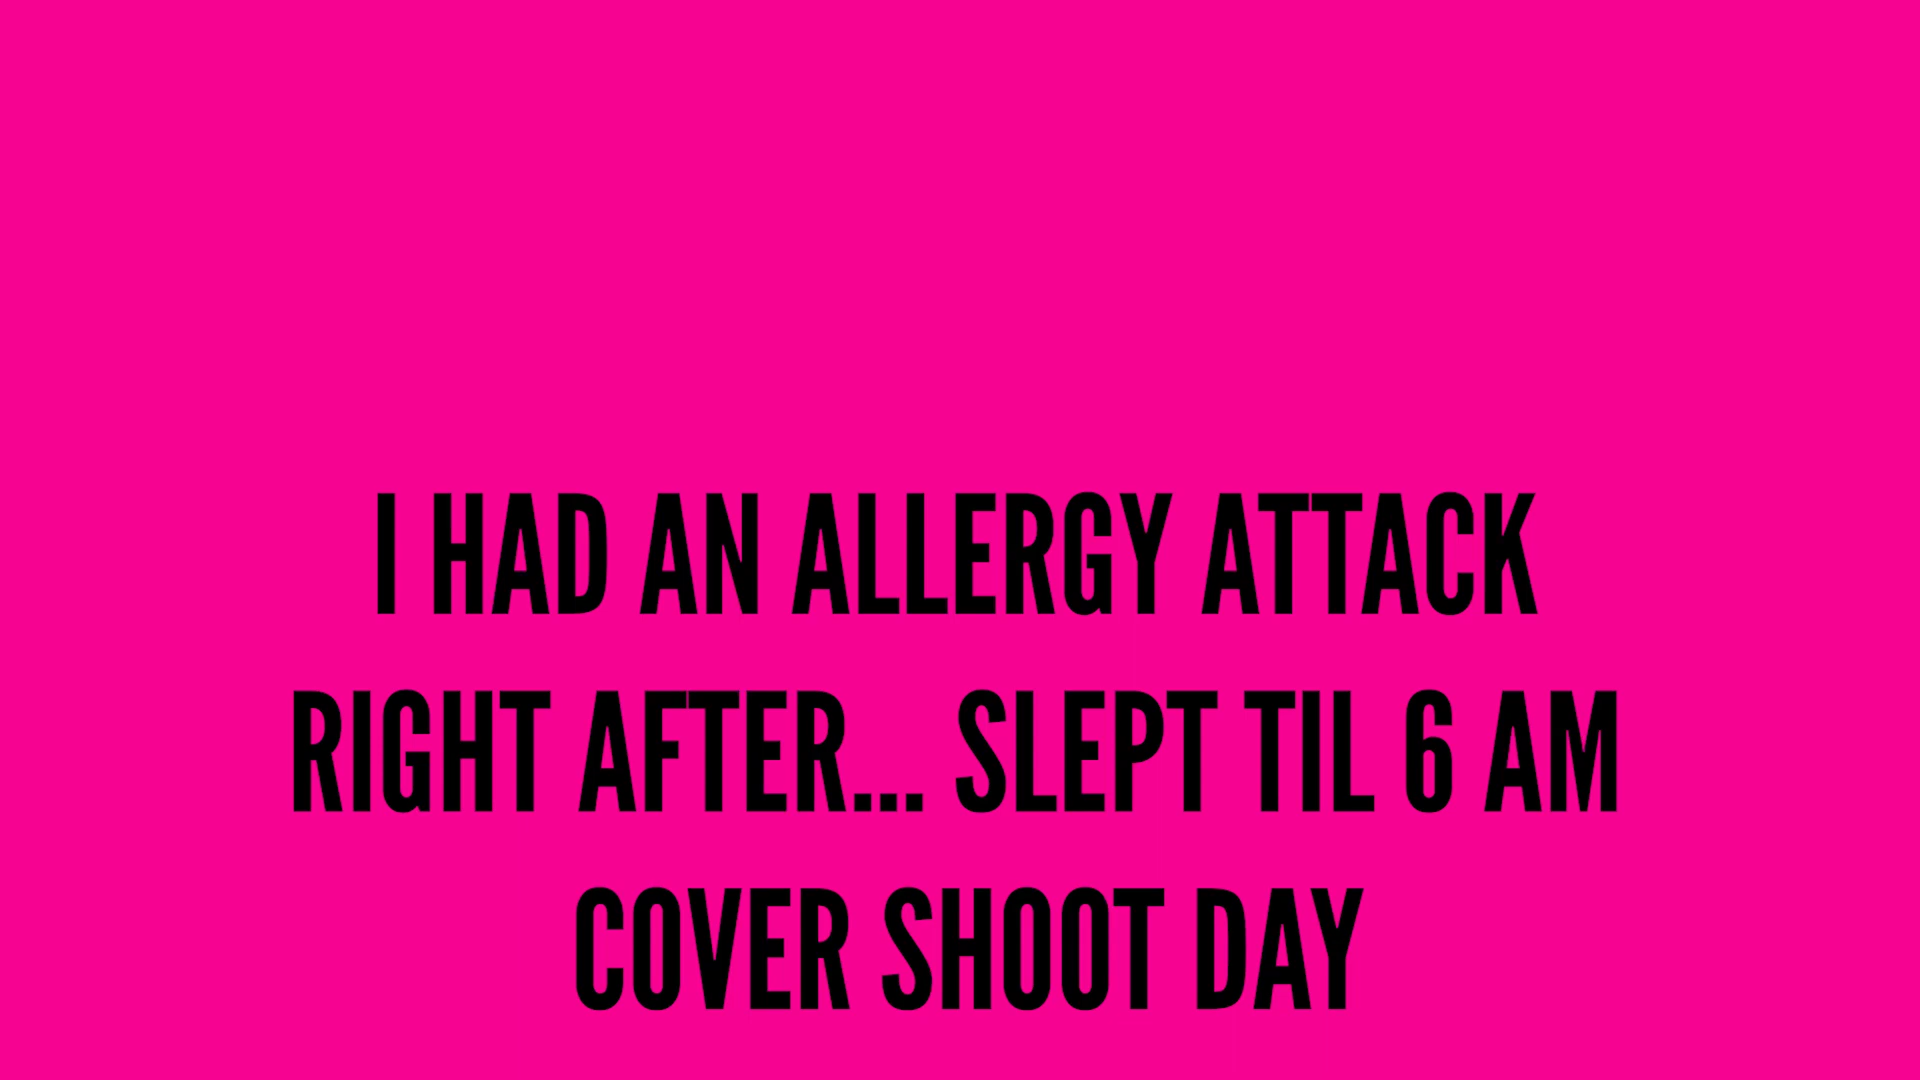 I HAD AN ALLERGY ATTACK
RIGHT AFTER... SLEPT TIL 6 AM
COVER SHOOT DAY